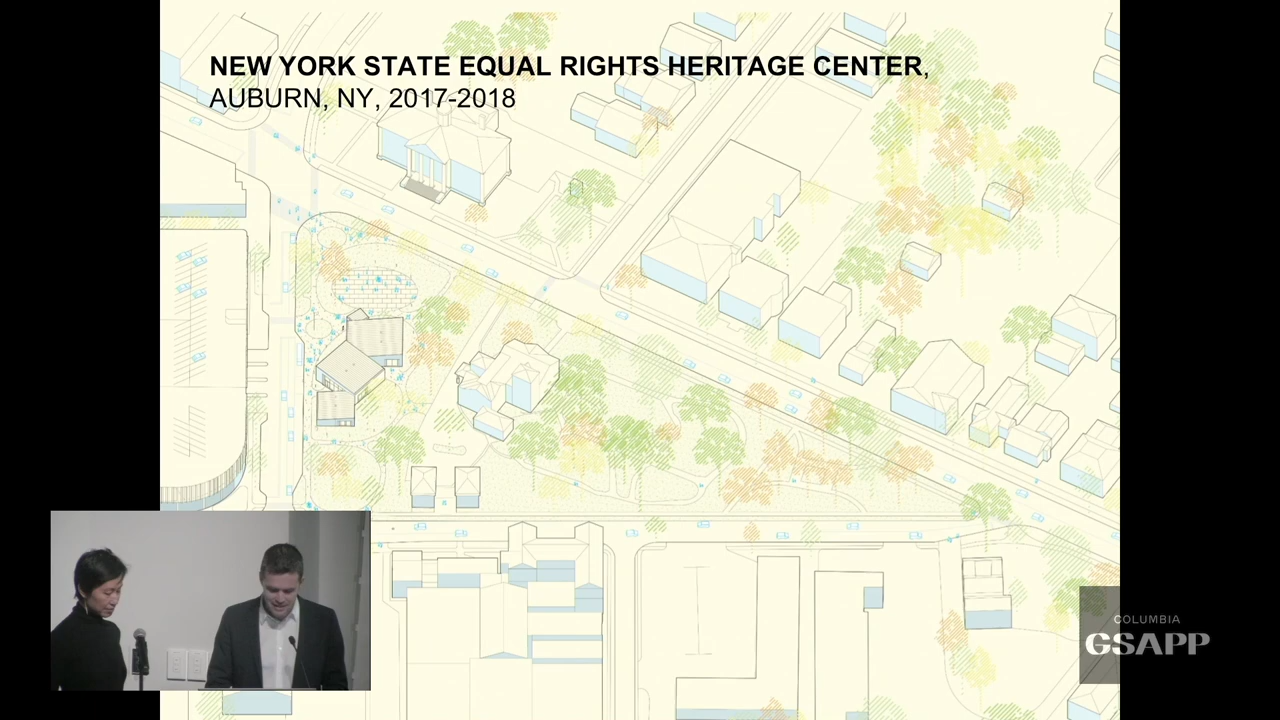 NEW YORK STATE EQUAL RIGHTS HERITAGE CENTER,
AUBURN, NY, 2017-2018
COLUMBIA
GSAPP